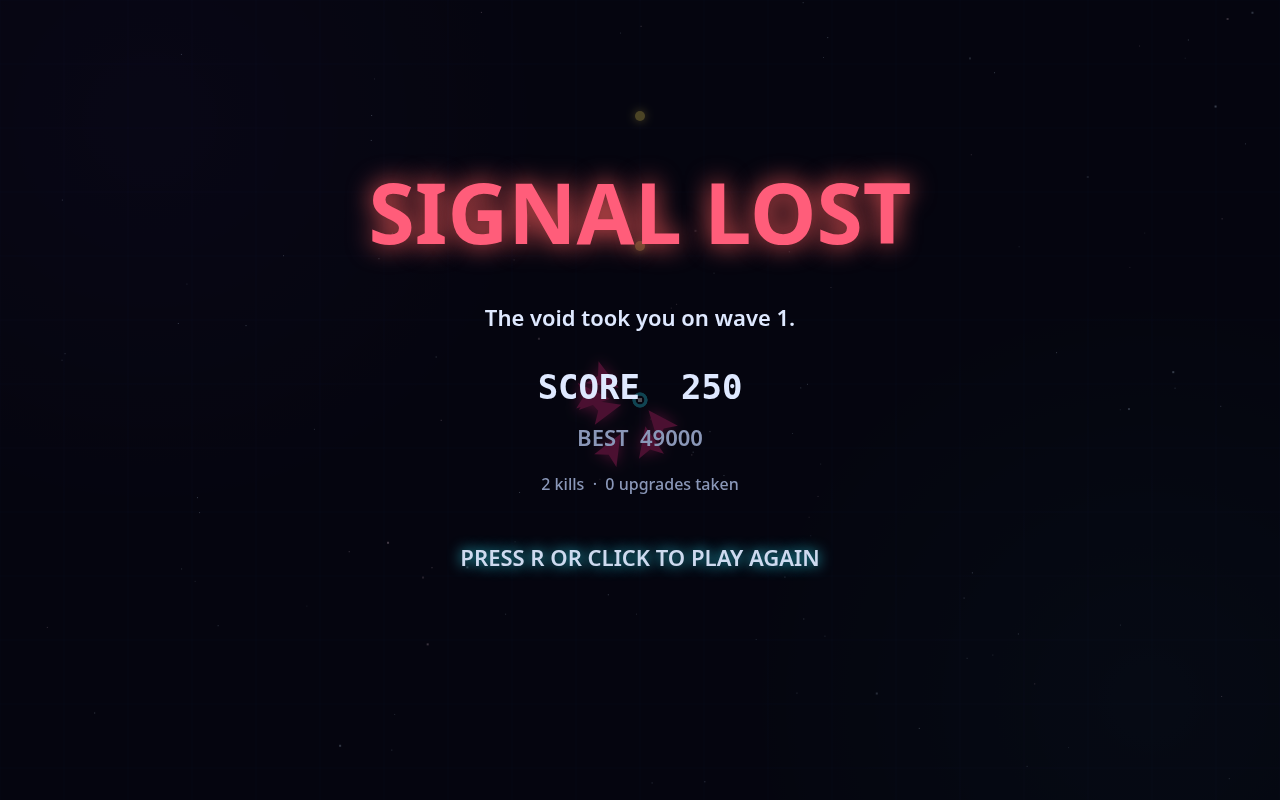 SIGNAL LOST
The void took you on wave 1.
SCORE 250
BEST 49000
2 kills · 0 upgrades taken
PRESS R OR CLICK TO PLAY AGAIN